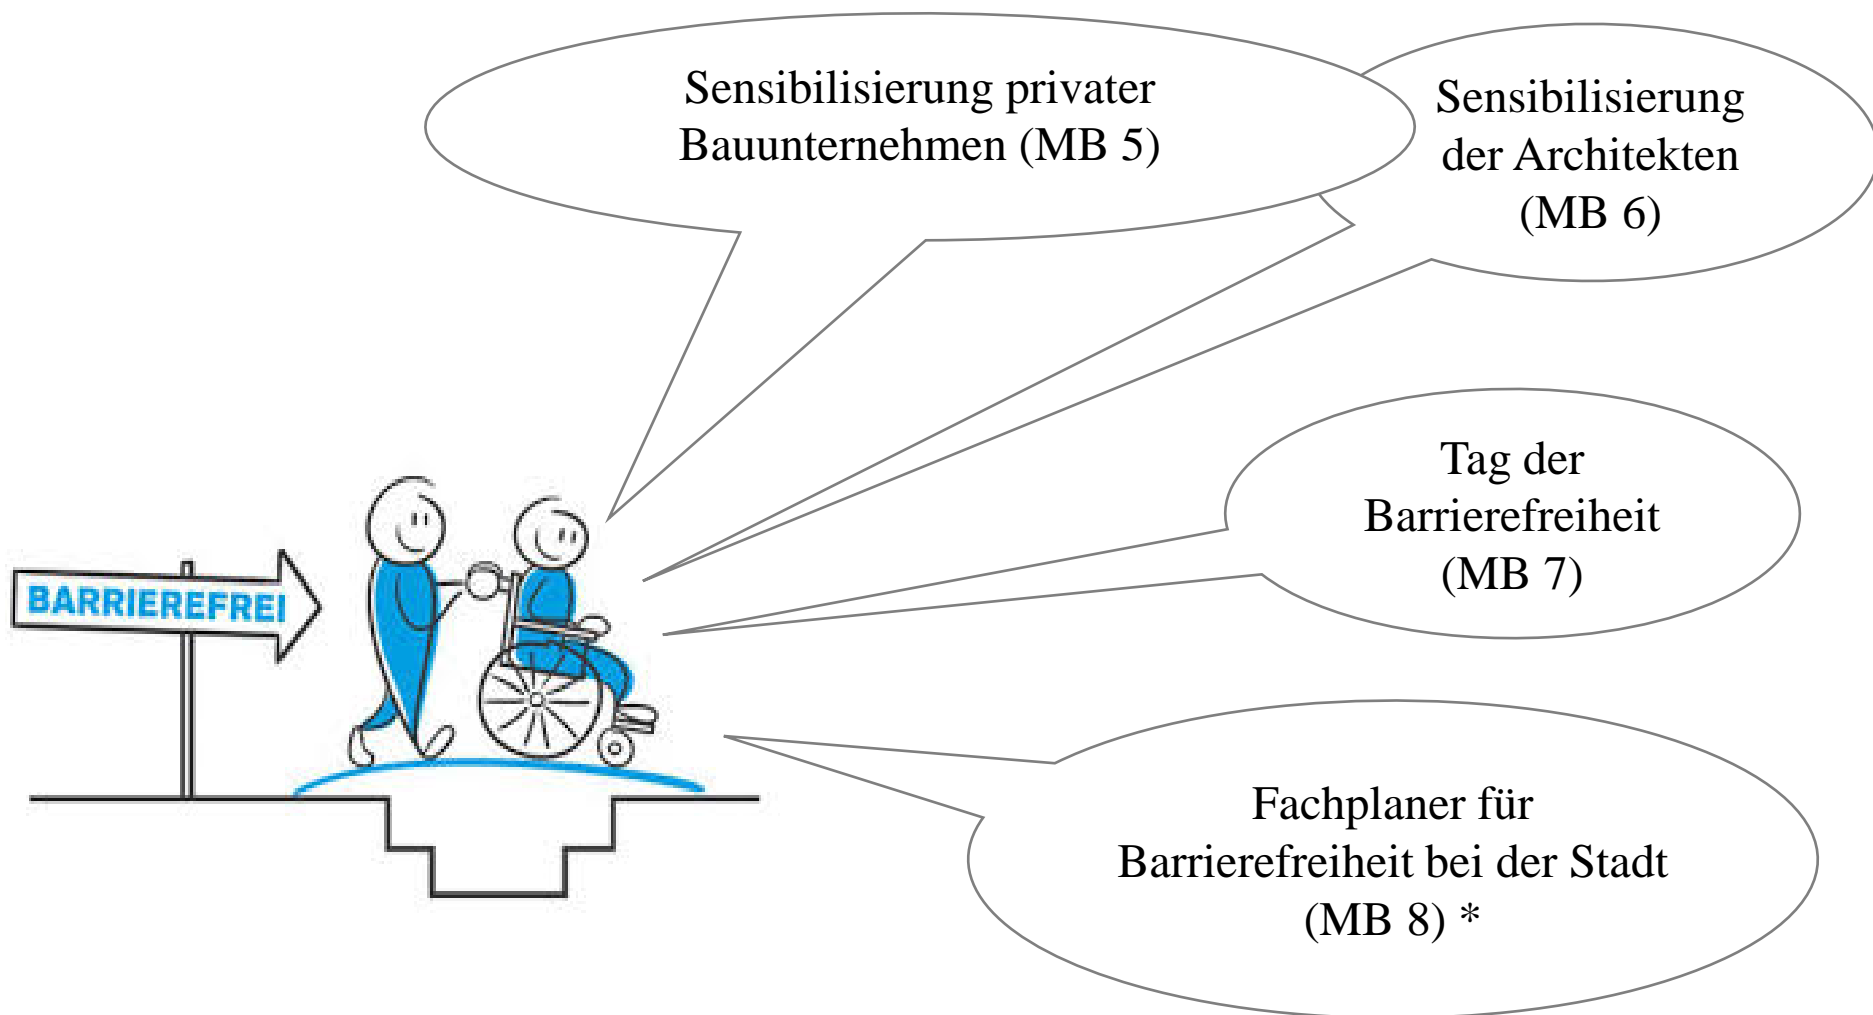 Sensibilisierung privater
Bauunternehmen (MB 5)
Sensibilisierung
der Architekten
(MB 6)
Tag der
Barrierefreiheit
(MB 7)
BARRIEREFREI
Fachplaner für
Barrierefreiheit bei der Stadt
(MB 8) *